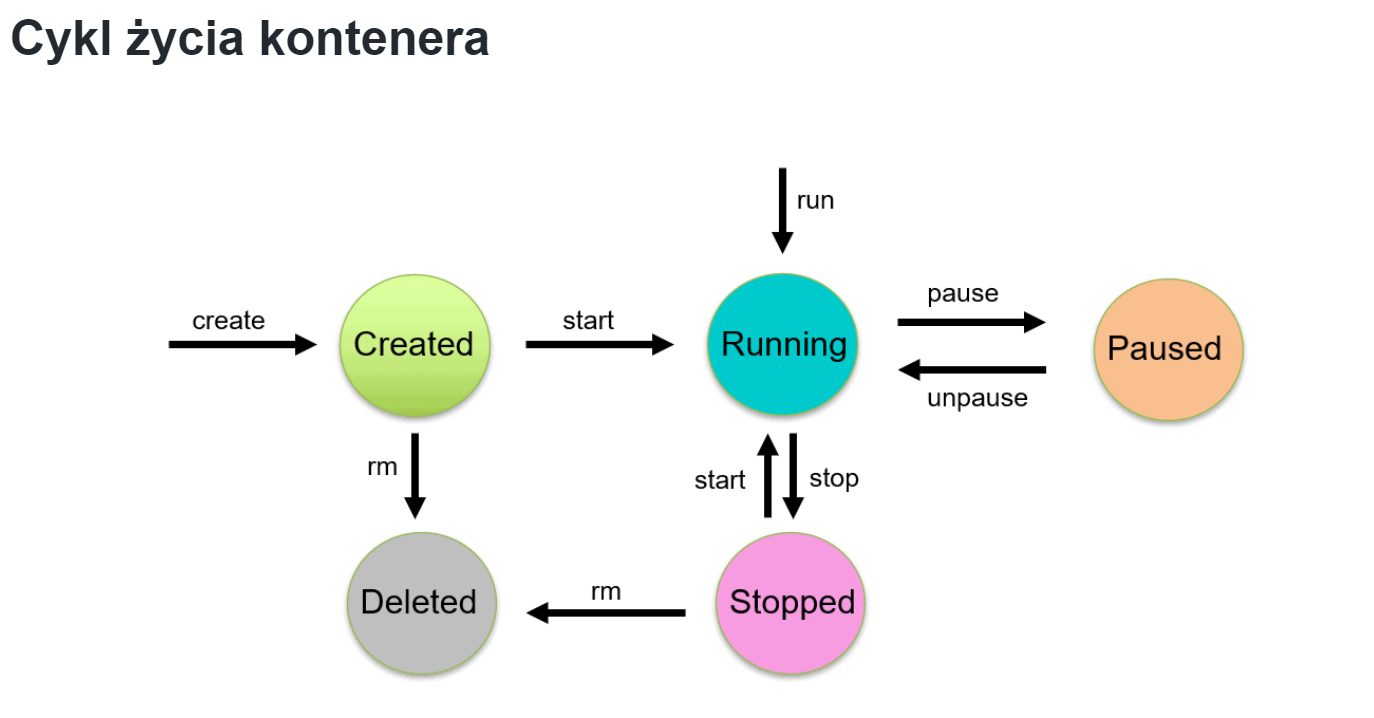 Cykl życia kontenera
run
create
Created
start
Running
pause
unpause
Paused
rm
start
stop
Deleted
rm
Stopped